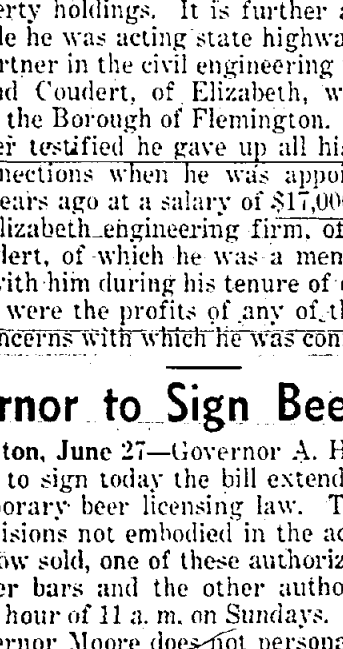 erty holdings. It is further a
le he was acting state highwa
artner in the civil engineering
nd Coudert, of Elizabeth, w
the Borough of Flemington.
er testified he gave up all his
nections when he was appoi
ears ago at a salary of $17,00
lizabeth engineering firm, of
lert, of which he was a mem
with him during his tenure of
were the profits of any of th
ncerns with which he was con
rnor to Sign Bee
ton, June 27—Governor A. H
to sign today the bill extend
porary beer licensing law. T
isions not embodied in the ac
ow sold, one of these authoriz
er bars and the other autho
hour of 11 a. m. on Sundays.
ernor Moore does not persona